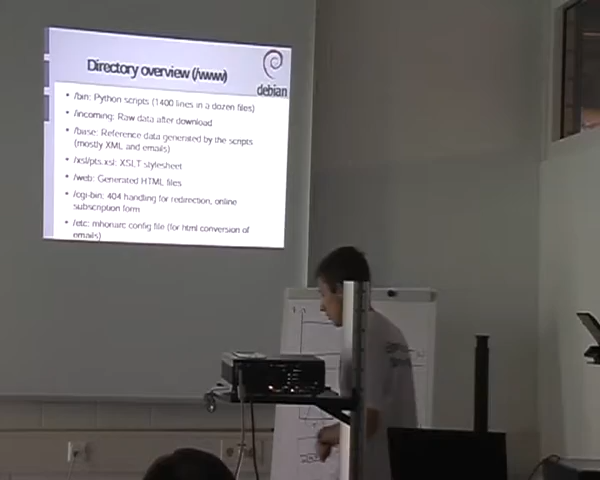 Directory overview (/www)
debian
• /bin: Python scripts (1400 lines in a dozen files)
• /incoming: Raw data after download
• /base: Reference data generated by the scripts
(mostly XML and emails)
• /xsl/pts.xsl: XSLT stylesheet
• /web: Generated HTML files
• /cgi-bin: 404 handling for redirection, online
subscription form
• /etc: mhonarc config file (for html conversion of
emails)